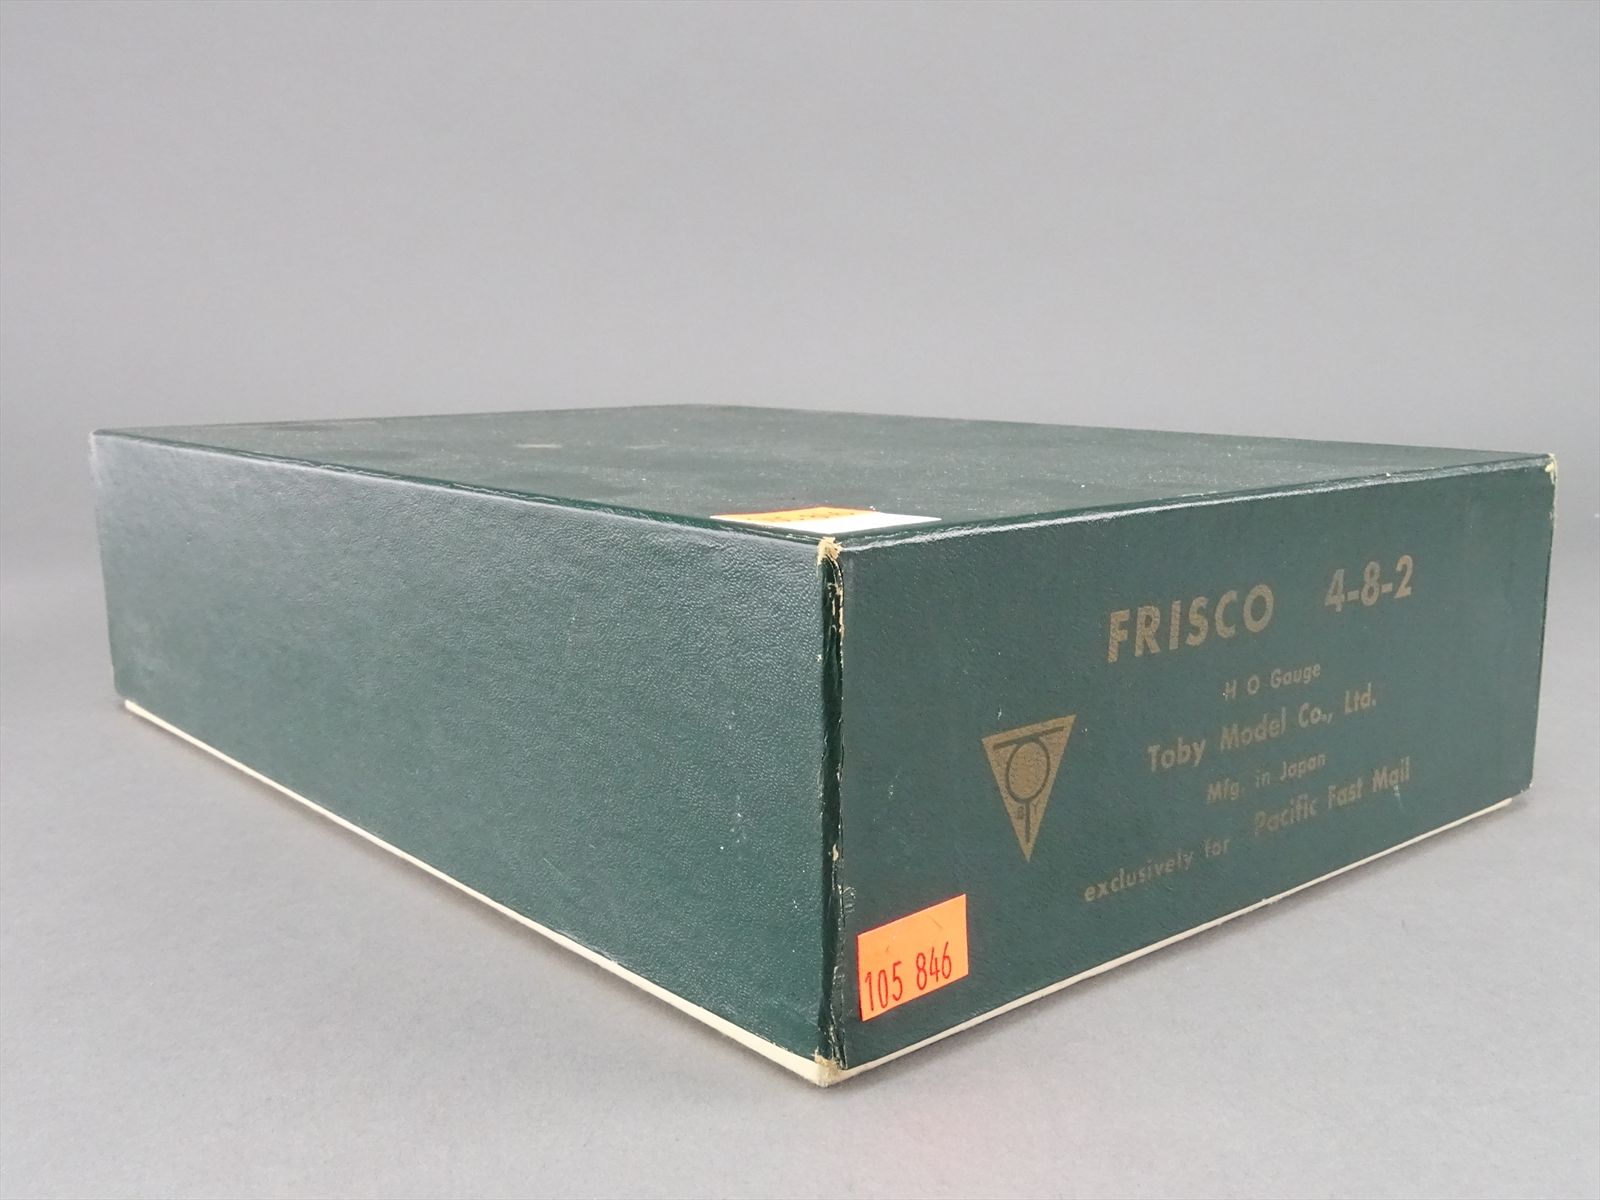 FRISCO 4-8-2
H O Gauge
Toby Model Co., Ltd.
Mfg. in Japan
exclusively for Pacific Fast Mail
105 846